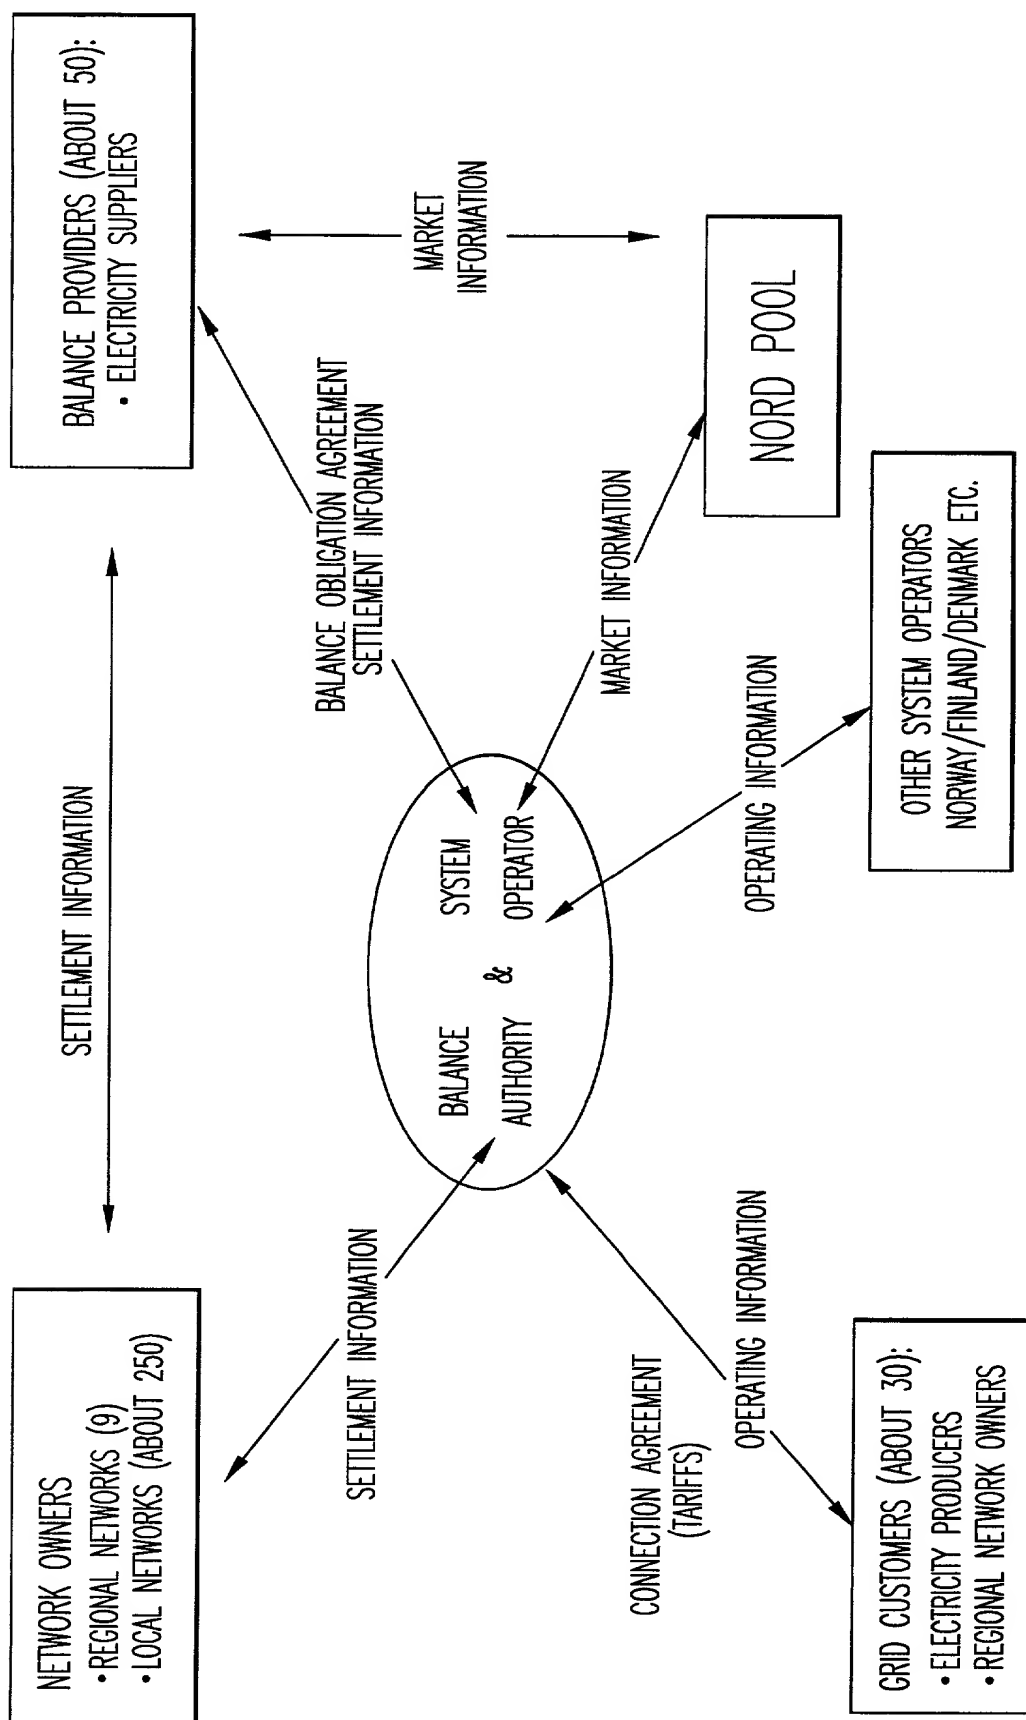 NETWORK OWNERS
• REGIONAL NETWORKS (9)
• LOCAL NETWORKS (ABOUT 250)
SETTLEMENT INFORMATION
BALANCE PROVIDERS (ABOUT 50):
• ELECTRICITY SUPPLIERS
SETTLEMENT INFORMATION
BALANCE OBLIGATION AGREEMENT
SETTLEMENT INFORMATION
MARKET
INFORMATION
BALANCE SYSTEM
&
AUTHORITY OPERATOR
MARKET INFORMATION
NORD POOL
CONNECTION AGREEMENT
(TARIFFS)
OPERATING INFORMATION
OPERATING INFORMATION
GRID CUSTOMERS (ABOUT 30):
• ELECTRICITY PRODUCERS
• REGIONAL NETWORK OWNERS
OTHER SYSTEM OPERATORS
NORWAY/FINLAND/DENMARK ETC.